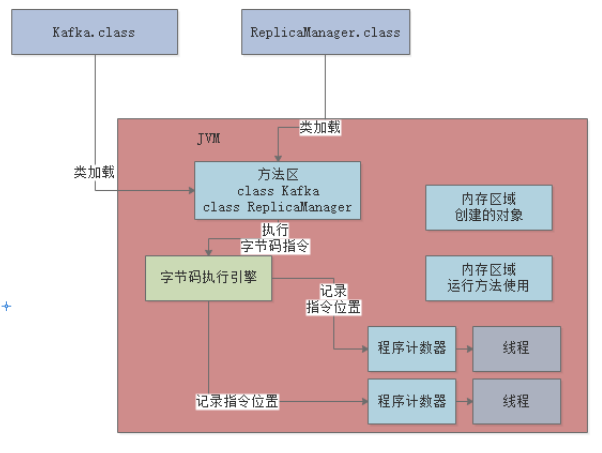 Kafka.class
ReplicaManager.class
JVM
类加载
类加载
方法区
class Kafka
class ReplicaManager
内存区域
创建的对象
执行
字节码指令
字节码执行引擎
内存区域
运行方法使用
记录
指令位置
程序计数器
线程
记录指令位置
程序计数器
线程